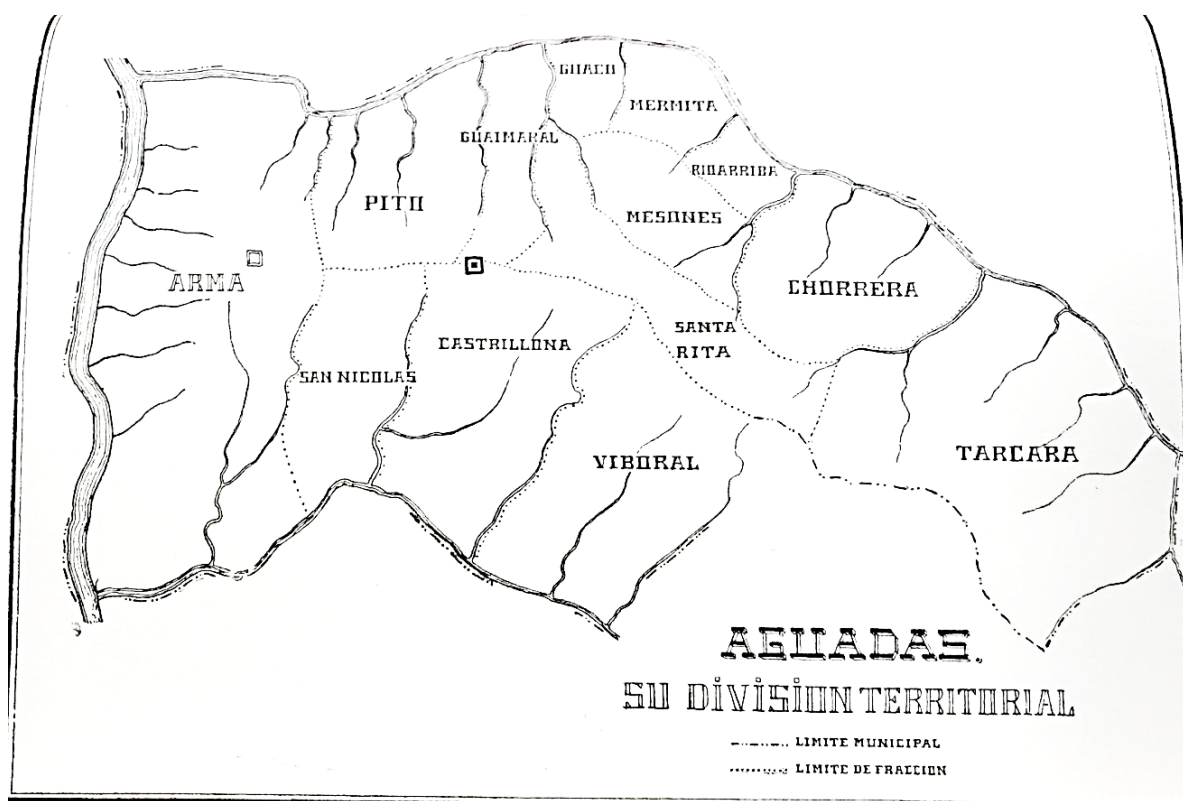 GUACO
MERMITA
GUAIMARAL
RIOARRIBA
PITO
MESONES
ARMA
CHORRERA
SANTA
RITA
CASTRILLONA
SAN NICOLAS
VIBORAL
TARCARA
AGUADAS.
SU DIVISION TERRITORIAL
LIMITE MUNICIPAL
LIMITE DE FRACCION